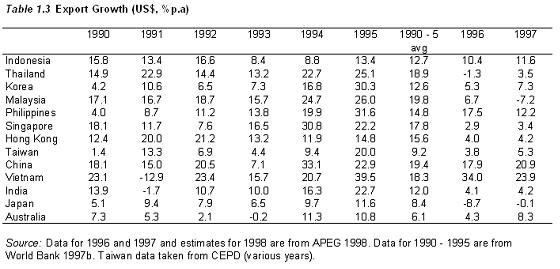 Table 1.3 Export Growth (US$, % p.a)
1990 1991 1992 1993 1994 1995 1990 - 5 avg 1996 1997
Indonesia 15.8 13.4 16.6 8.4 8.8 13.4 12.7 10.4 11.6
Thailand 14.9 22.9 14.4 13.2 22.7 25.1 18.9 -1.3 3.5
Korea 4.2 10.6 6.5 7.3 16.8 30.3 12.6 5.3 7.3
Malaysia 17.1 16.7 18.7 15.7 24.7 26.0 19.8 6.7 -7.2
Philippines 4.0 8.7 11.2 13.8 19.9 31.6 14.8 17.5 12.2
Singapore 18.1 11.7 7.6 16.5 30.8 22.2 17.8 2.9 3.4
Hong Kong 12.4 20.0 21.2 13.2 11.9 14.8 15.6 4.0 4.2
Taiwan 1.4 13.3 6.9 4.4 9.4 20.0 9.2 3.8 5.3
China 18.1 15.0 20.5 7.1 33.1 22.9 19.4 17.9 20.9
Vietnam 23.1 -12.9 23.4 15.7 20.7 39.5 18.3 34.0 23.9
India 13.9 -1.7 10.7 10.0 16.3 22.7 12.0 4.1 4.2
Japan 5.1 9.4 7.9 6.5 9.7 11.6 8.4 -8.7 -0.1
Australia 7.3 5.3 2.1 -0.2 11.3 10.8 6.1 4.3 8.3
Source: Data for 1996 and 1997 and estimates for 1998 are from APEG 1998. Data for 1990 - 1995 are from
World Bank 1997b. Taiwan data taken from CEPD (various years).